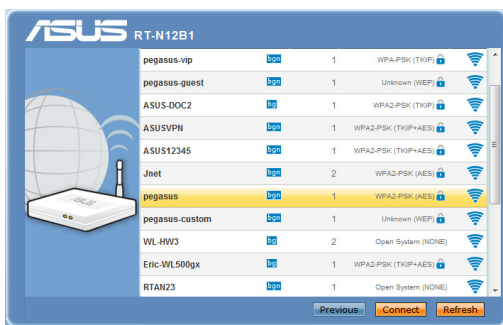 ASUS RT-N12B1
pegasus-vip bgn 1 WPA-PSK (TKIP)
pegasus-guest bgn 1 Unknown (WEP)
ASUS-DOC2 bg 1 WPA-PSK (TKIP)
ASUSVPN bgn 1 WPA2-PSK (TKIP+AES)
ASUS12345 bgn 1 WPA2-PSK (TKIP+AES)
Jnet bgn 2 WPA2-PSK (AES)
pegasus bgn 1 WPA2-PSK (AES)
pegasus-custom bgn 1 Unknown (WEP)
WL-HW3 bg 2 Open System (NONE)
Eric-WL500gx bg 1 WPA2-PSK (TKIP+AES)
RTAN23 bgn 1 Open System (NONE)
ASUS
Previous Connect Refresh